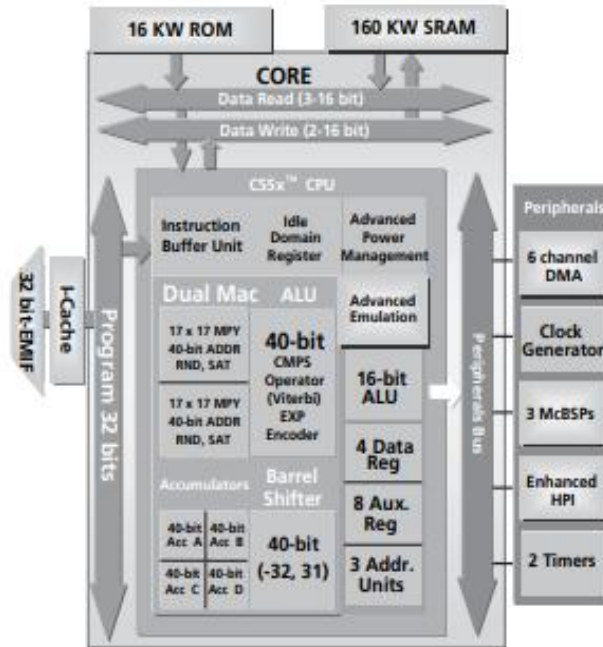 16 KW ROM
160 KW SRAM
CORE
Data Read (3-16 bit)
Data Write (2-16 bit)
C55x™ CPU
Instruction
Buffer Unit
Idle
Domain
Register
Advanced
Power
Management
Dual Mac
ALU
Advanced
Emulation
17 x 17 MPY
40-bit ADDR
RND, SAT
17 x 17 MPY
40-bit ADDR
RND, SAT
40-bit
CMPS
Operator
(Viterbi)
EXP
Encoder
16-bit
ALU
4 Data
Reg
8 Aux.
Reg
3 Addr.
Units
Accumulators
40-bit
Acc A
40-bit
Acc B
40-bit
Acc C
40-bit
Acc D
Barrel
Shifter
40-bit
(-32, 31)
32 bit-EMIF
I-Cache
Program 32 bits
Peripherals Bus
Peripherals
6 channel
DMA
Clock
Generator
3 McBSPs
Enhanced
HPI
2 Timers